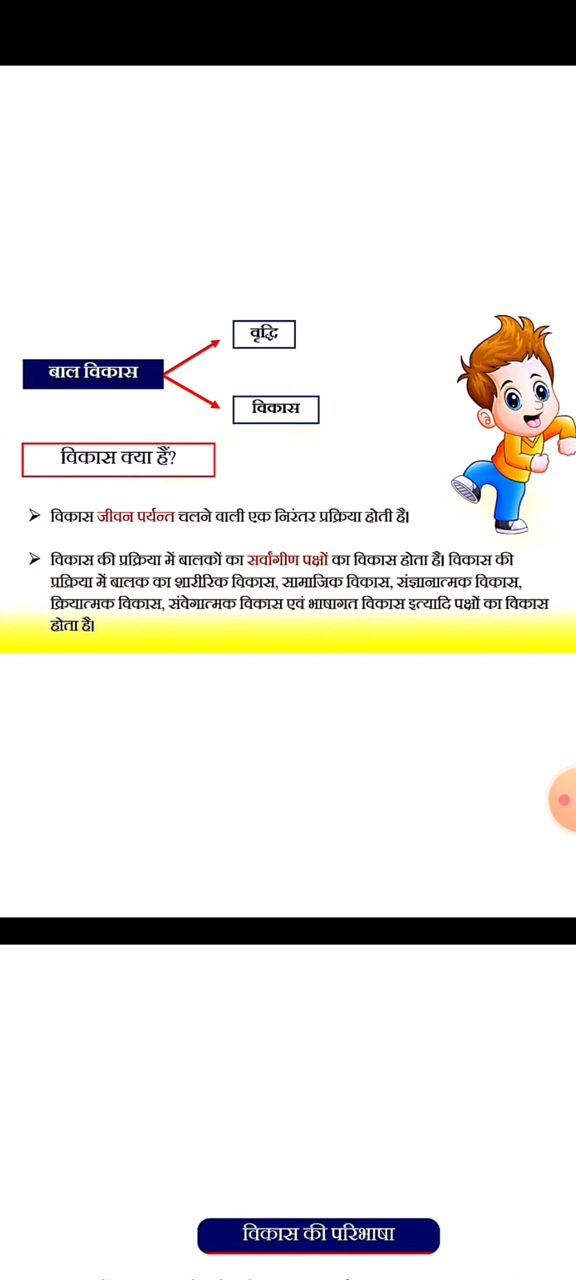 वृद्धि
बाल विकास
विकास
विकास क्या हैं?
➢ विकास जीवन पर्यन्त चलने वाली एक निरंतर प्रक्रिया होती है।
➢ विकास की प्रक्रिया में बालकों का सर्वांगीण पक्षों का विकास होता है। विकास की
प्रक्रिया में बालक का शारीरिक विकास, सामाजिक विकास, संज्ञानात्मक विकास,
क्रियात्मक विकास, संवेगात्मक विकास एवं भाषागत विकास इत्यादि पक्षों का विकास
होता है।
विकास की परिभाषा